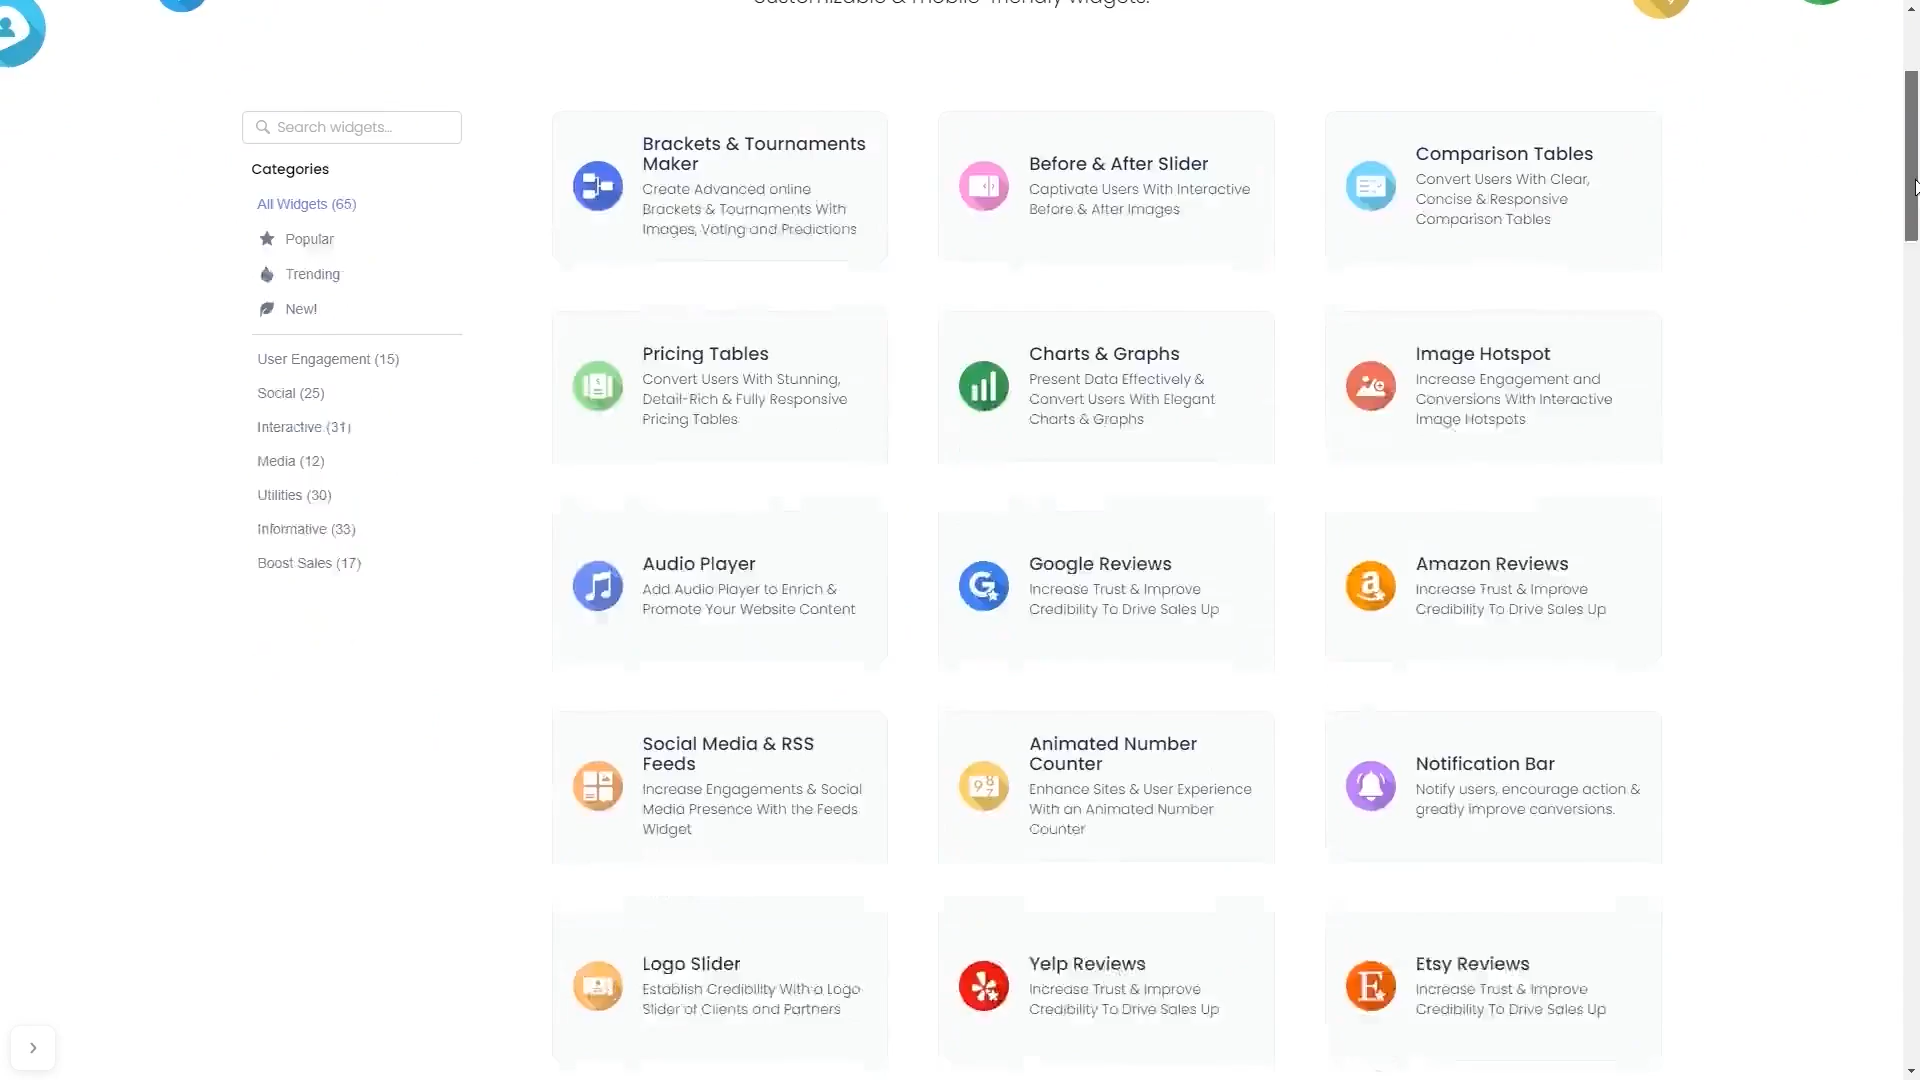 Customizable & mobile-friendly widgets.
Search widgets...
Categories
All Widgets (65)
Popular
Trending
New!
User Engagement (15)
Social (25)
Interactive (31)
Media (12)
Utilities (30)
Informative (33)
Boost Sales (17)
Brackets & Tournaments
Maker
Create Advanced online
Brackets & Tournaments With
Images, Voting and Predictions
Before & After Slider
Captivate Users With Interactive
Before & After Images
Comparison Tables
Convert Users With Clear,
Concise & Responsive
Comparison Tables
Pricing Tables
Convert Users With Stunning,
Detail-Rich & Fully Responsive
Pricing Tables
Charts & Graphs
Present Data Effectively &
Convert Users With Elegant
Charts & Graphs
Image Hotspot
Increase Engagement and
Conversions With Interactive
Image Hotspots
Audio Player
Add Audio Player to Enrich &
Promote Your Website Content
Google Reviews
Increase Trust & Improve
Credibility To Drive Sales Up
Amazon Reviews
Increase Trust & Improve
Credibility To Drive Sales Up
Social Media & RSS
Feeds
Increase Engagements & Social
Media Presence With the Feeds
Widget
Animated Number
Counter
Enhance Sites & User Experience
With an Animated Number
Counter
Notification Bar
Notify users, encourage action &
greatly improve conversions.
Logo Slider
Establish Credibility With a Logo
Slider of Clients and Partners
Yelp Reviews
Increase Trust & Improve
Credibility To Drive Sales Up
Etsy Reviews
Increase Trust & Improve
Credibility To Drive Sales Up